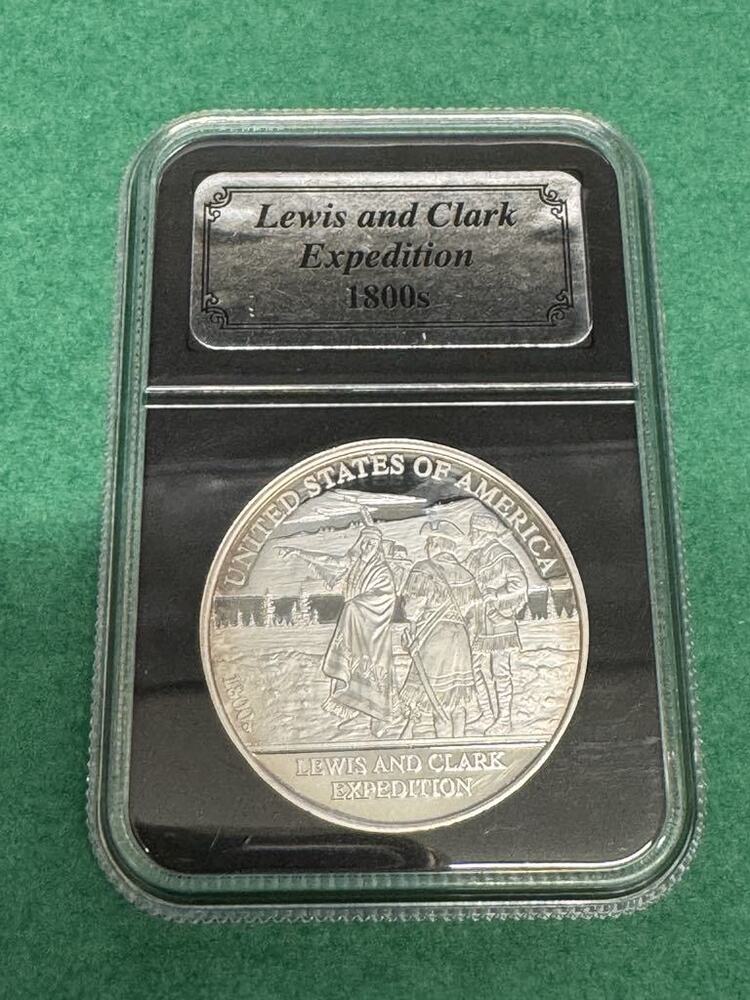 Lewis and Clark
Expedition
1800s
UNITED STATES OF AMERICA
1800s
LEWIS AND CLARK
EXPEDITION